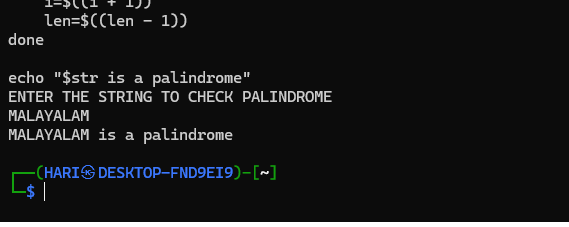 i=$((i + 1))
len=$((len - 1))
done
echo "$str is a palindrome"
ENTER THE STRING TO CHECK PALINDROME
MALAYALAM
MALAYALAM is a palindrome
┌──(HARI㉿DESKTOP-FND9EI9)-[~]
└─$